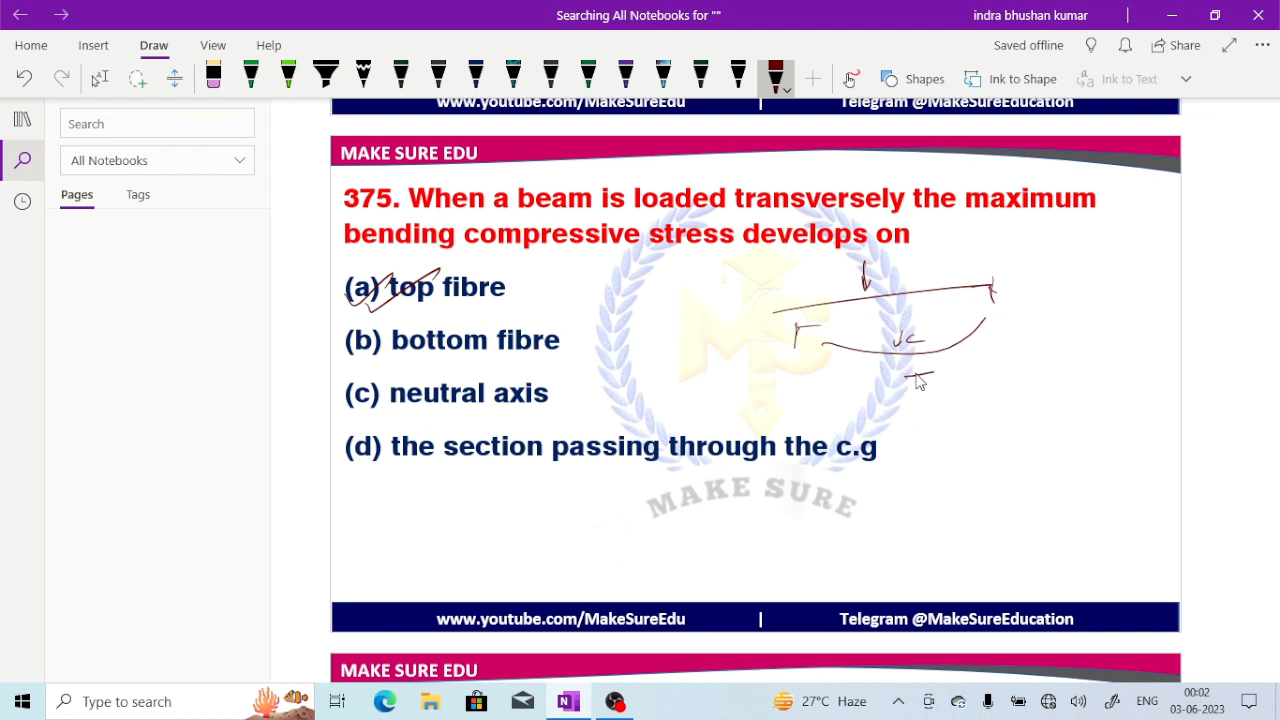 Searching All Notebooks for ""
indra bhushan kumar
Home Insert Draw View Help
Saved offline
Share
Shapes
Ink to Shape
Ink to Text
www.youtube.com/MakeSureEdu | Telegram @MakeSureEducation
Search
All Notebooks
Pages Tags
MAKE SURE EDU
375. When a beam is loaded transversely the maximum
bending compressive stress develops on
(a) top fibre
(b) bottom fibre
(c) neutral axis
(d) the section passing through the c.g
MAKE SURE
www.youtube.com/MakeSureEdu | Telegram @MakeSureEducation
MAKE SURE EDU
Type to search
27°C Haze
ENG
00:02
03-06-2023